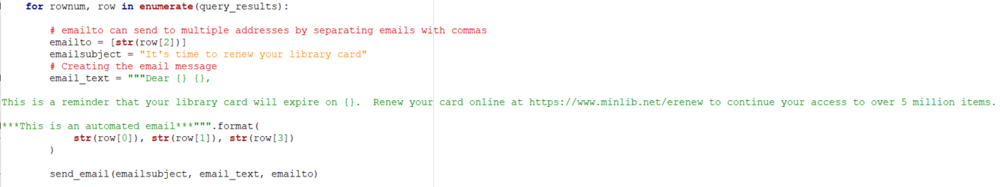 for rownum, row in enumerate(query_results):
# emailto can send to multiple addresses by separating emails with commas
emailto = [str(row[2])]
emailsubject = "It's time to renew your library card"
# Creating the email message
email_text = """Dear {} {},
This is a reminder that your library card will expire on {}.  Renew your card online at https://www.minlib.net/erenew to continue your access to over 5 million items.
***This is an automated email***""".format(
str(row[0]), str(row[1]), str(row[3])
)
send_email(emailsubject, email_text, emailto)